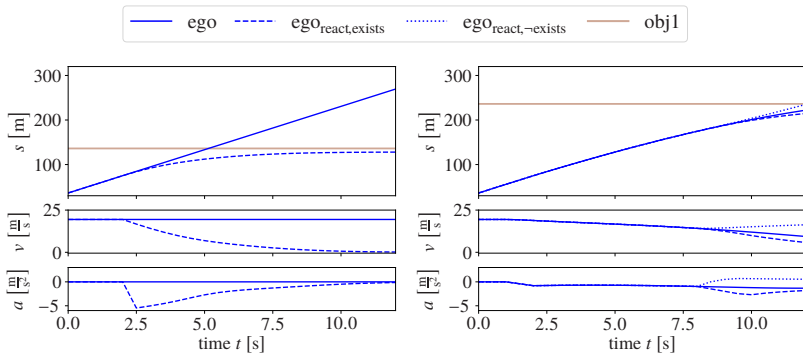 ego ego_react,exists ego_react,¬exists obj1
300
200
100
s [m]
300
200
100
s [m]
25
0
v [m/s]
25
0
v [m/s]
0
−5
a [m/s²]
0
−5
a [m/s²]
0.0 2.5 5.0 7.5 10.0
time t [s]
0.0 2.5 5.0 7.5 10.0
time t [s]